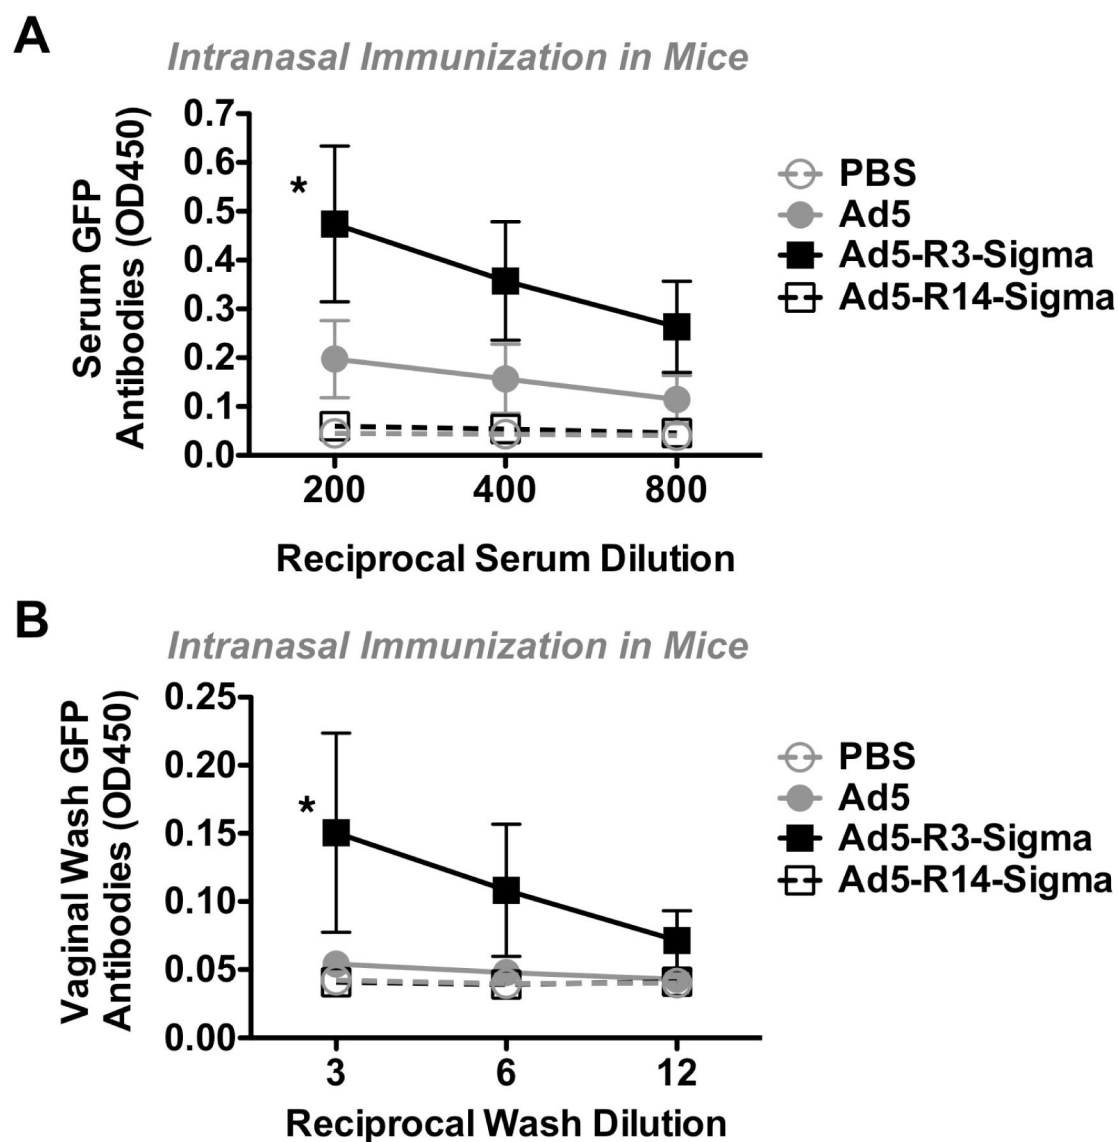 A
Intranasal Immunization in Mice
Serum GFP
Antibodies (OD450)
0.7
0.6
0.5
0.4
0.3
0.2
0.1
0.0
*
200 400 800
Reciprocal Serum Dilution
PBS
Ad5
Ad5-R3-Sigma
Ad5-R14-Sigma
B
Intranasal Immunization in Mice
Vaginal Wash GFP
Antibodies (OD450)
0.25
0.20
0.15
0.10
0.05
0.00
*
3 6 12
Reciprocal Wash Dilution
PBS
Ad5
Ad5-R3-Sigma
Ad5-R14-Sigma